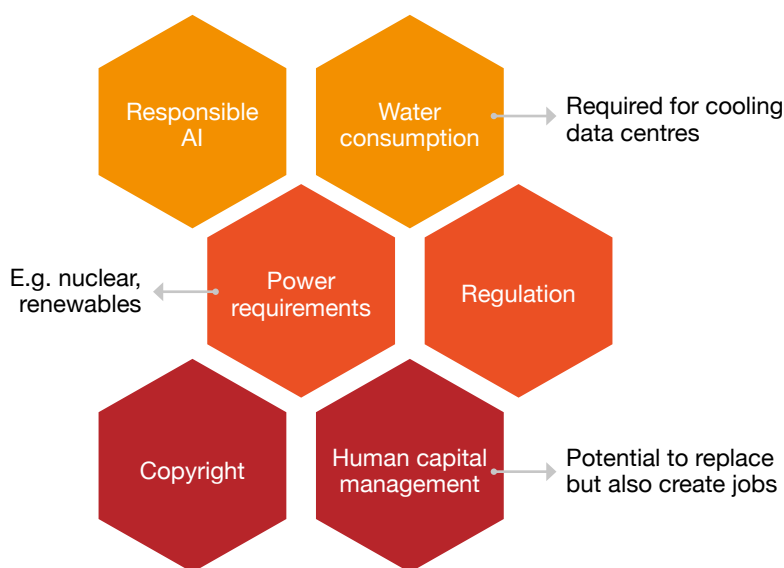 Responsible
AI
Water
consumption
Required for cooling
data centres
E.g. nuclear,
renewables
Power
requirements
Regulation
Copyright
Human capital
management
Potential to replace
but also create jobs